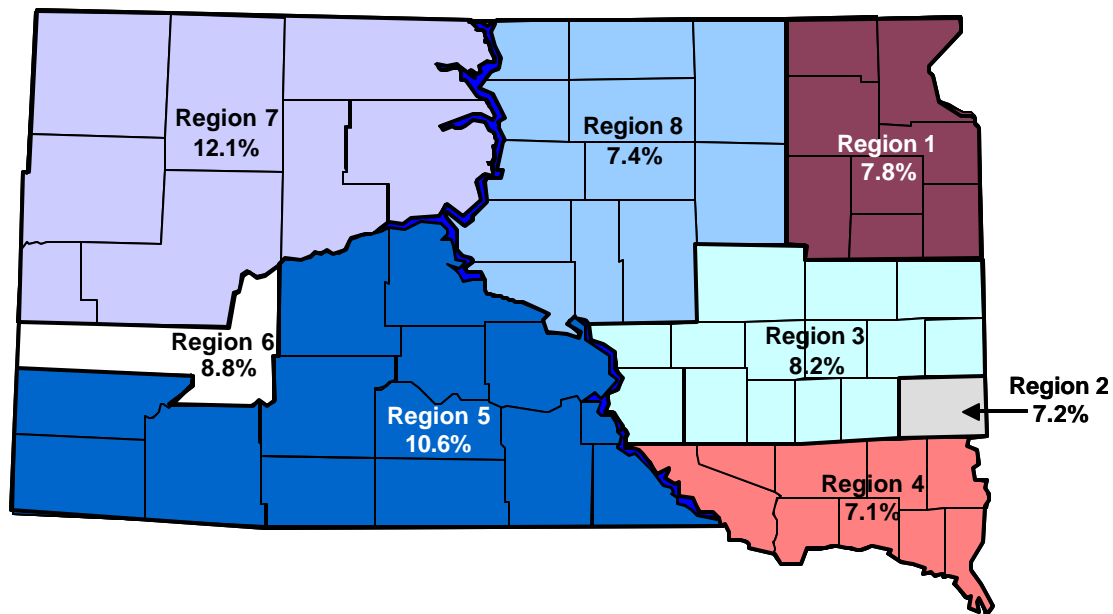 Region 7
12.1%
Region 8
7.4%
Region 1
7.8%
Region 6
8.8%
Region 3
8.2%
Region 2
7.2%
Region 5
10.6%
Region 4
7.1%